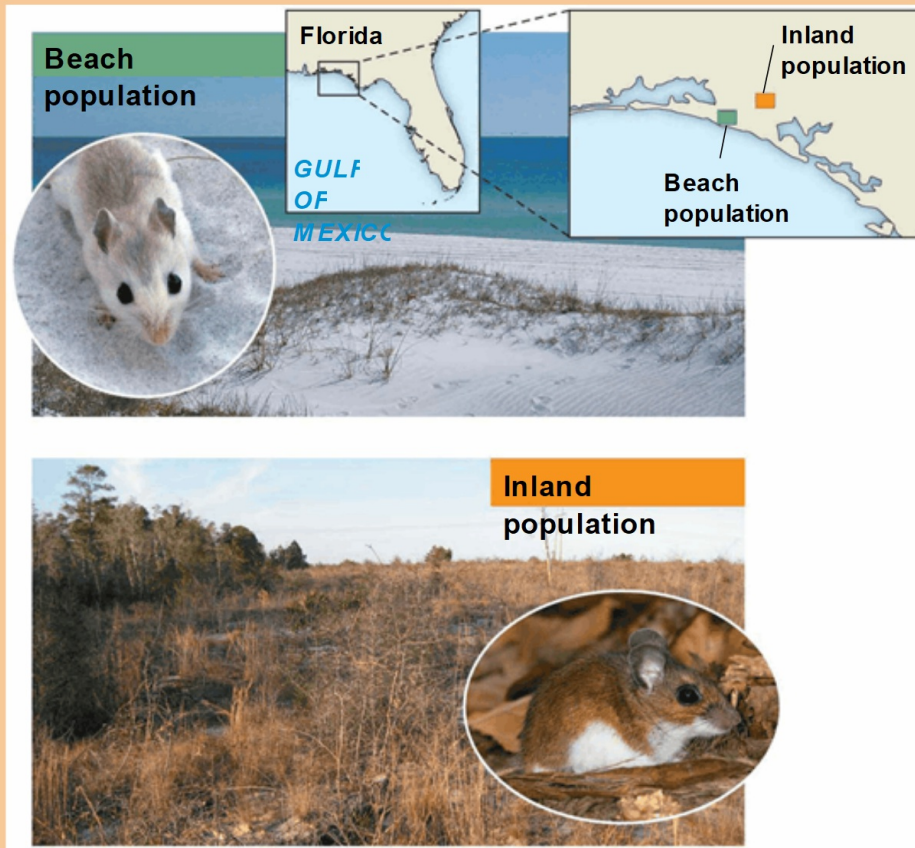 Beach
population
Florida
GULF
OF
MEXICO
Inland
population
Beach
population
Inland
population